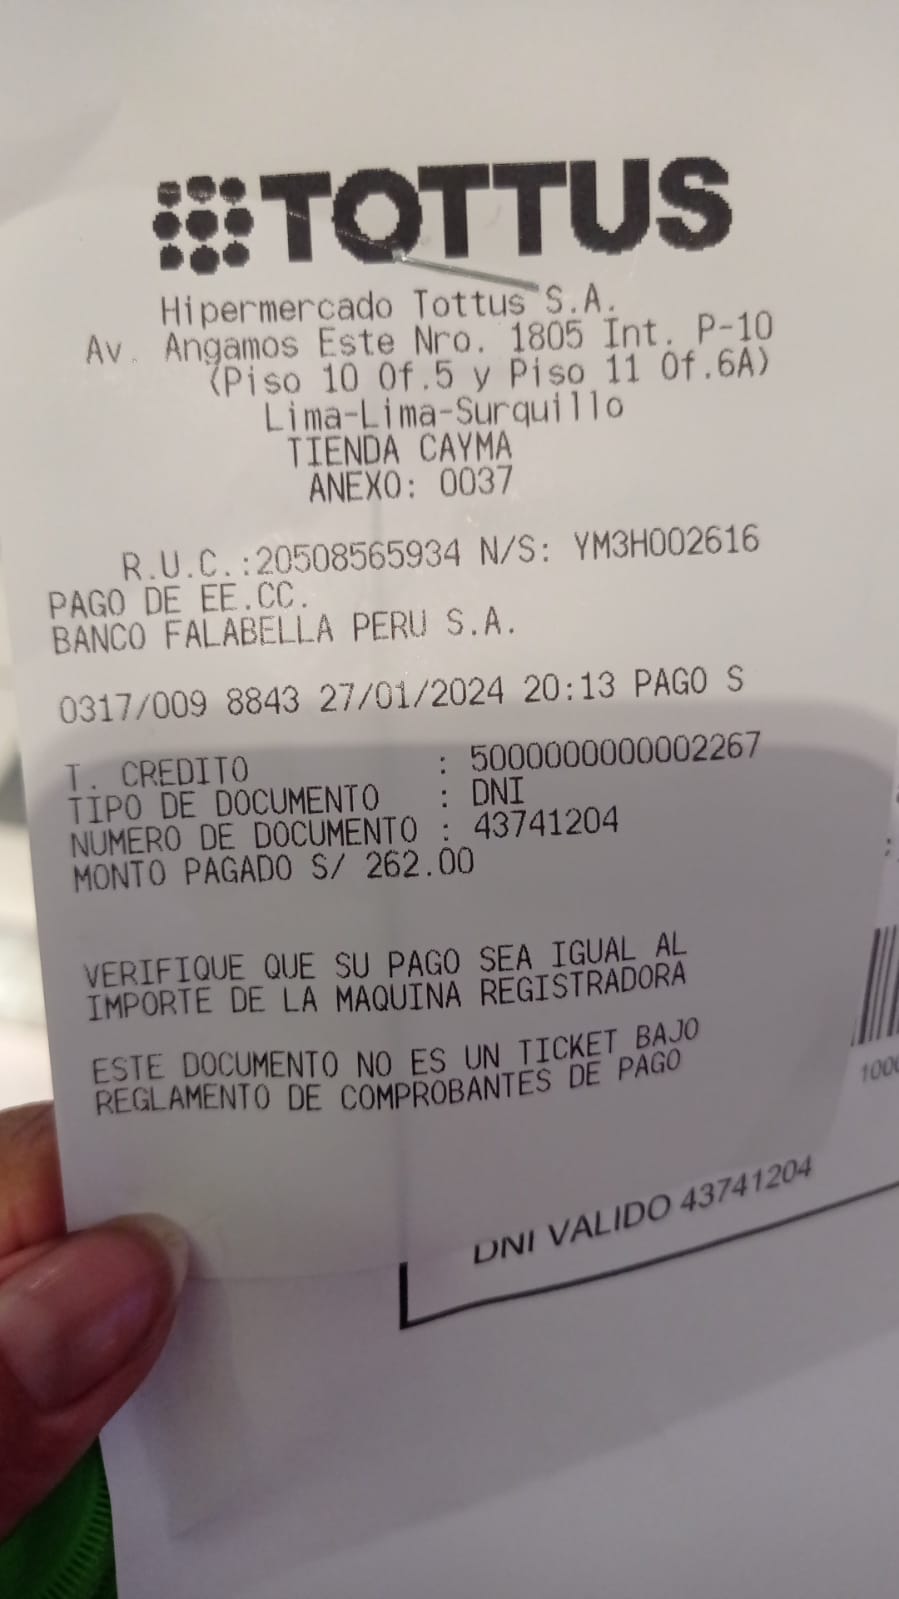 TOTTUS
Hipermercado Tottus S.A.
Av. Angamos Este Nro. 1805 Int. P-10
(Piso 10 Of.5 y Piso 11 Of.6A)
Lima-Lima-Surquillo
TIENDA CAYMA
ANEXO: 0037
R.U.C.:20508565934 N/S: YM3H002616
PAGO DE EE.CC.
BANCO FALABELLA PERU S.A.
0317/009 8843 27/01/2024 20:13 PAGO S
T. CREDITO : 5000000000002267
TIPO DE DOCUMENTO : DNI
NUMERO DE DOCUMENTO : 43741204
MONTO PAGADO S/ 262.00
VERIFIQUE QUE SU PAGO SEA IGUAL AL
IMPORTE DE LA MAQUINA REGISTRADORA
ESTE DOCUMENTO NO ES UN TICKET BAJO
REGLAMENTO DE COMPROBANTES DE PAGO
DNI VALIDO 43741204